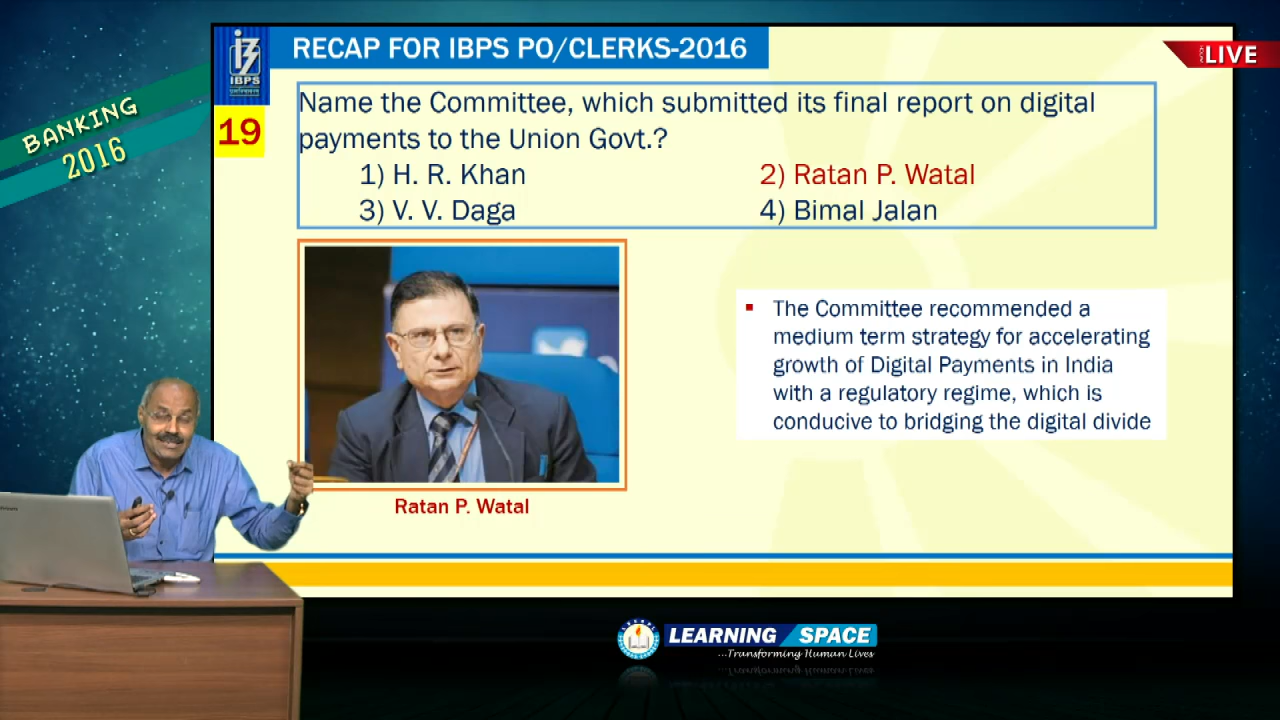 RECAP FOR IBPS PO/CLERKS-2016
IBPS
LIVE
BANKING
2016
19
Name the Committee, which submitted its final report on digital
payments to the Union Govt.?
1) H. R. Khan
2) Ratan P. Watal
3) V. V. Daga
4) Bimal Jalan
The Committee recommended a
medium term strategy for accelerating
growth of Digital Payments in India
with a regulatory regime, which is
conducive to bridging the digital divide
Ratan P. Watal
LEARNING SPACE
...Transforming Human Lives